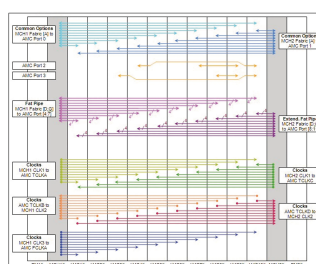 Common Options
MCH1 Fabric [A] to
AMC Port 0
Common Options
MCH2 Fabric [A]
AMC Port 1
AMC Port 2
AMC Port 3
Fat Pipe
MCH1 Fabric [D:G]
to AMC Port [4:7]
Extend. Fat Pipe
MCH2 Fabric [D:
to AMC Port [8:1
Clocks
MCH1 CLK1 to
AMC TCLKA
Clocks
MCH2 CLK1 to
AMC TCLKC
Clocks
AMC TCLKB to
MCH1 CLK2
Clocks
AMC TCLKD to
MCH2 CLK2
Clocks
MCH1 CLK3 to
AMC FCLKA